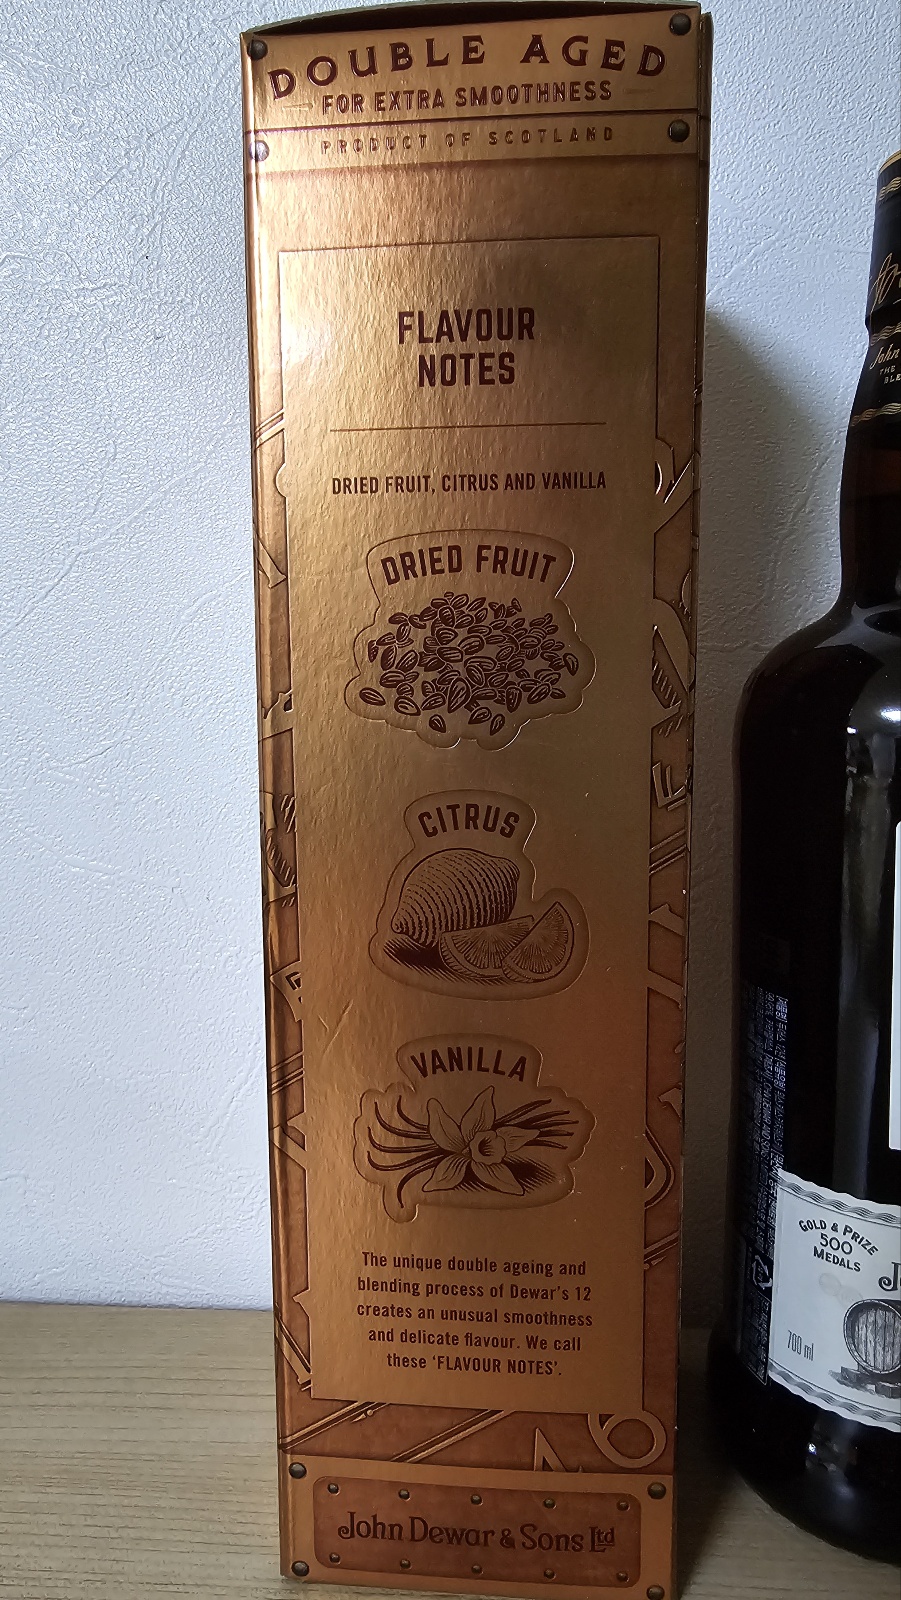 DOUBLE AGED
FOR EXTRA SMOOTHNESS
PRODUCT OF SCOTLAND
FLAVOUR
NOTES
DRIED FRUIT, CITRUS AND VANILLA
DRIED FRUIT
CITRUS
VANILLA
The unique double ageing and
blending process of Dewar's 12
creates an unusual smoothness
and delicate flavour. We call
these 'FLAVOUR NOTES'.
John Dewar & Sons Ltd
John
THE
GOLD & PRIZE
500
MEDALS
700 ml